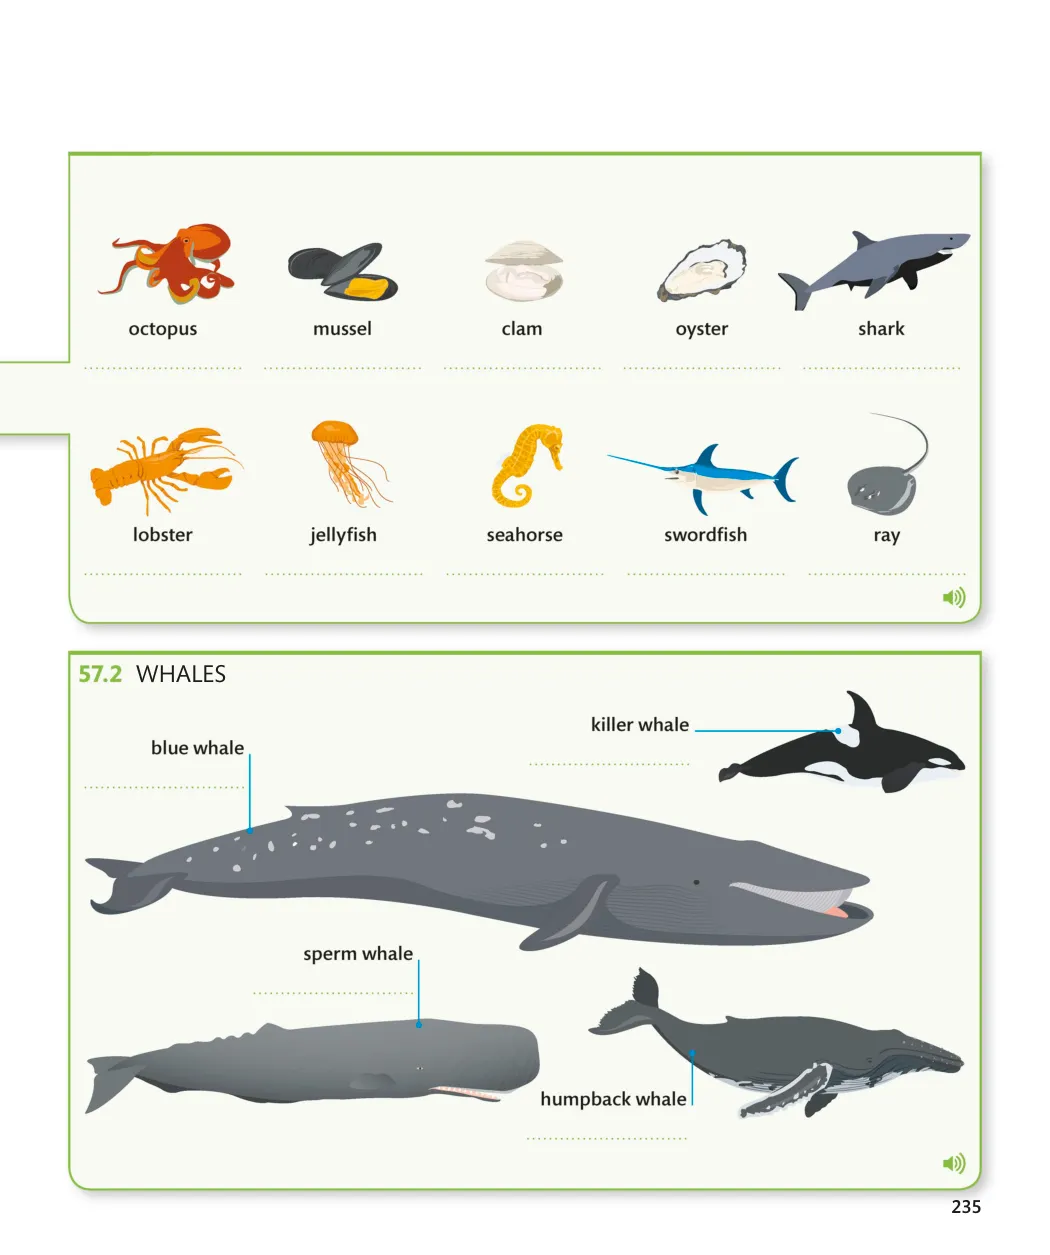 octopus mussel clam oyster shark
lobster jellyfish seahorse swordfish ray
57.2 WHALES
killer whale
blue whale
sperm whale
humpback whale
235